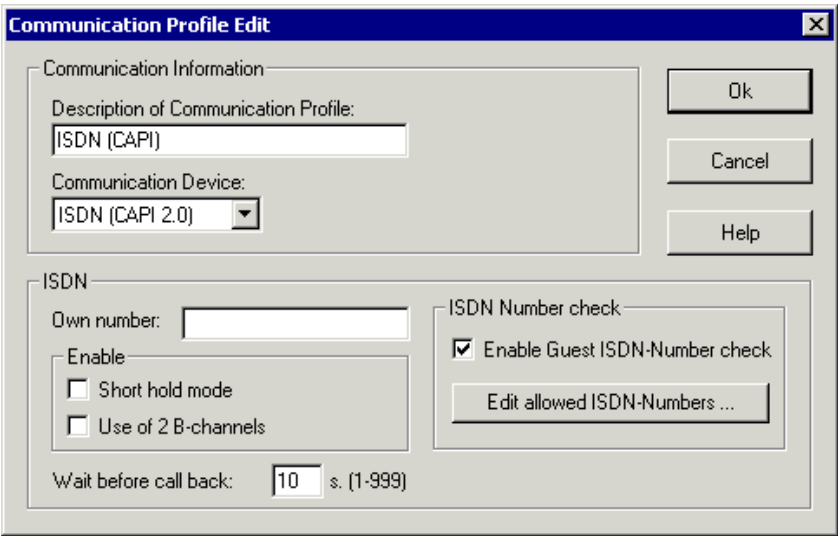 Communication Profile Edit
Communication Information
Description of Communication Profile:
ISDN (CAPI)
Communication Device:
ISDN (CAPI 2.0)
Ok
Cancel
Help
ISDN
Own number:
Enable
Short hold mode
Use of 2 B-channels
Wait before call back: 10 s. (1-999)
ISDN Number check
Enable Guest ISDN-Number check
Edit allowed ISDN-Numbers ...